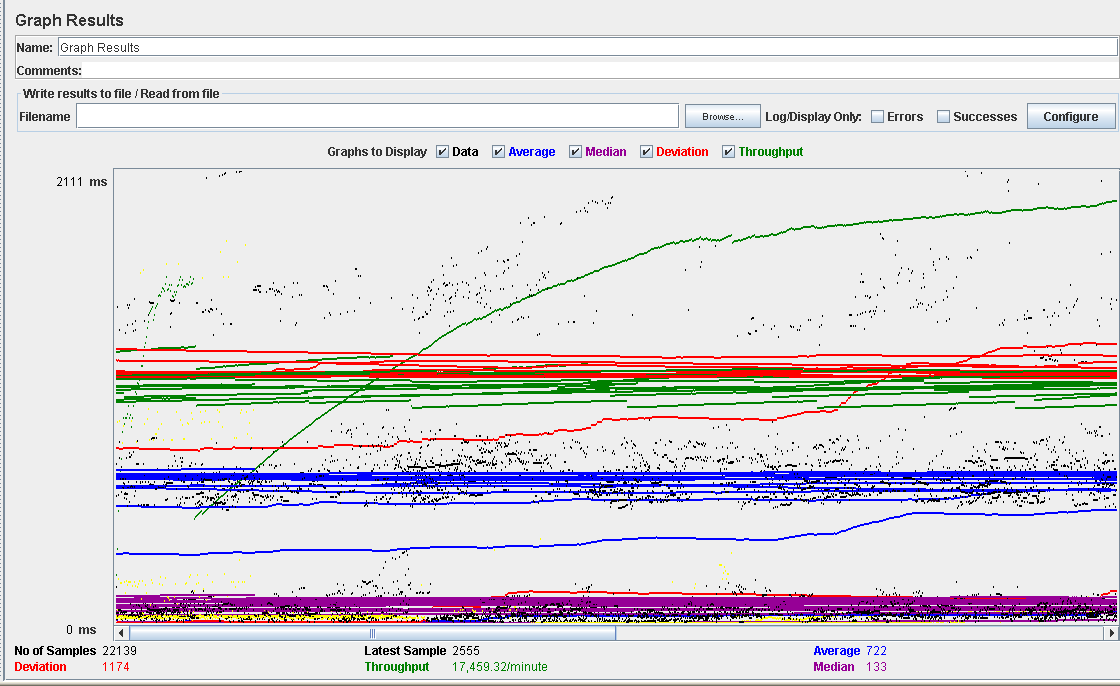 Graph Results
Name: Graph Results
Comments:
Write results to file / Read from file
Filename Browse... Log/Display Only: Errors Successes Configure
Graphs to Display Data Average Median Deviation Throughput
2111 ms
0 ms
No of Samples 22139 Latest Sample 2555 Average 722
Deviation 1174 Throughput 17,459.32/minute Median 133